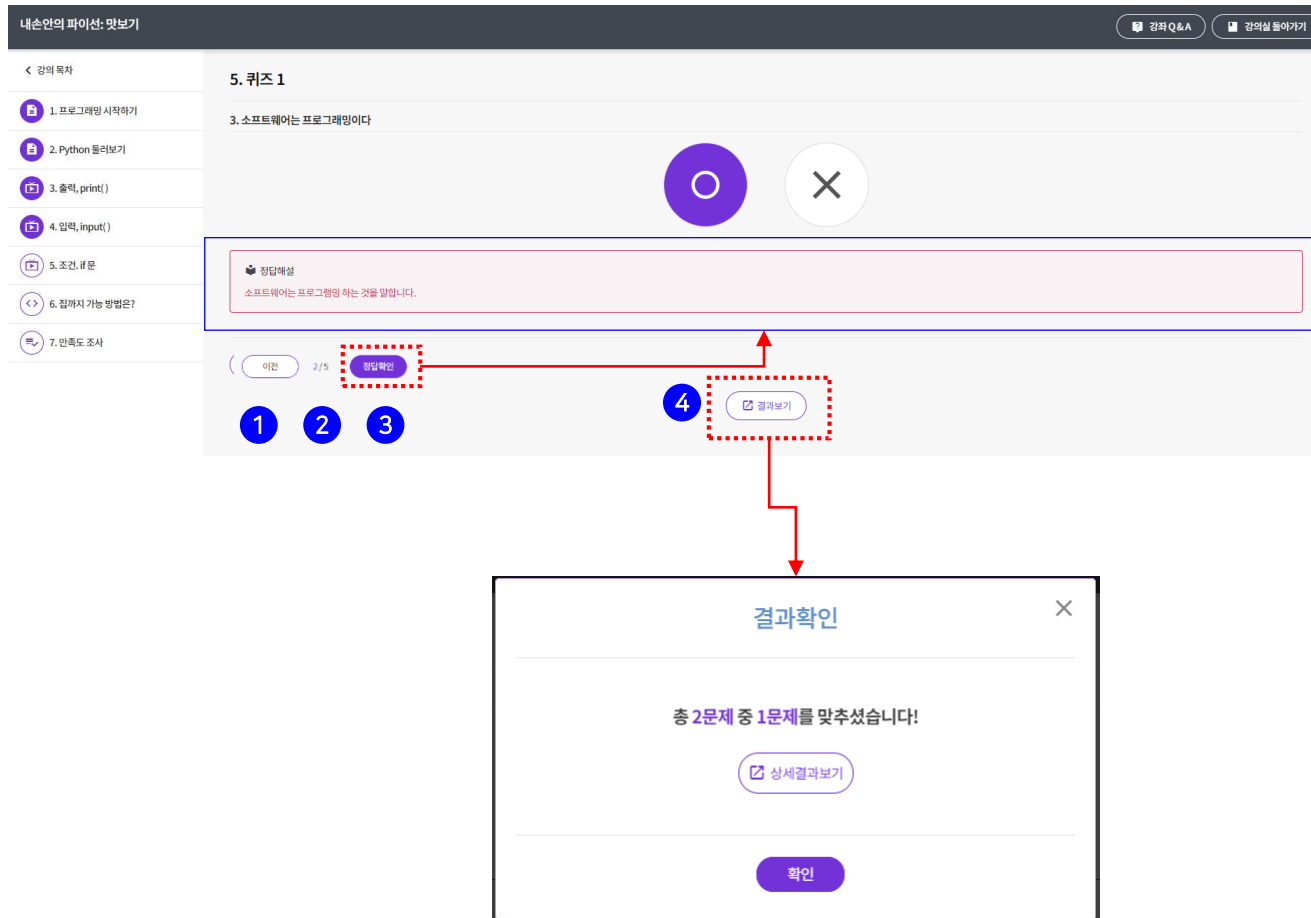 내손안의 파이선: 맛보기
강좌 Q&A
강의실 돌아가기
강의 목차
1. 프로그래밍 시작하기
2. Python 둘러보기
3. 출력, print( )
4. 입력, input( )
5. 조건. if 문
6. 집까지 가능 방법은?
7. 만족도 조사
5. 퀴즈 1
3. 소프트웨어는 프로그래밍이다
정답해설
소프트웨어는 프로그램밍 하는 것을 말합니다.
이전
2/5
정답확인
1
2
3
4
결과보기
결과확인
총 2문제 중 1문제를 맞추셨습니다!
상세결과보기
확인